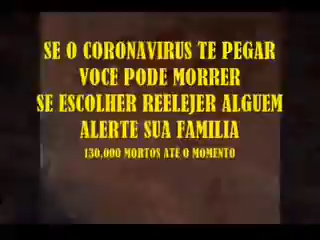 SE O CORONAVIRUS TE PEGAR
VOCE PODE MORRER
SE ESCOLHER REELEJER ALGUEM
ALERTE SUA FAMILIA
130,000 MORTOS ATÉ O MOMENTO